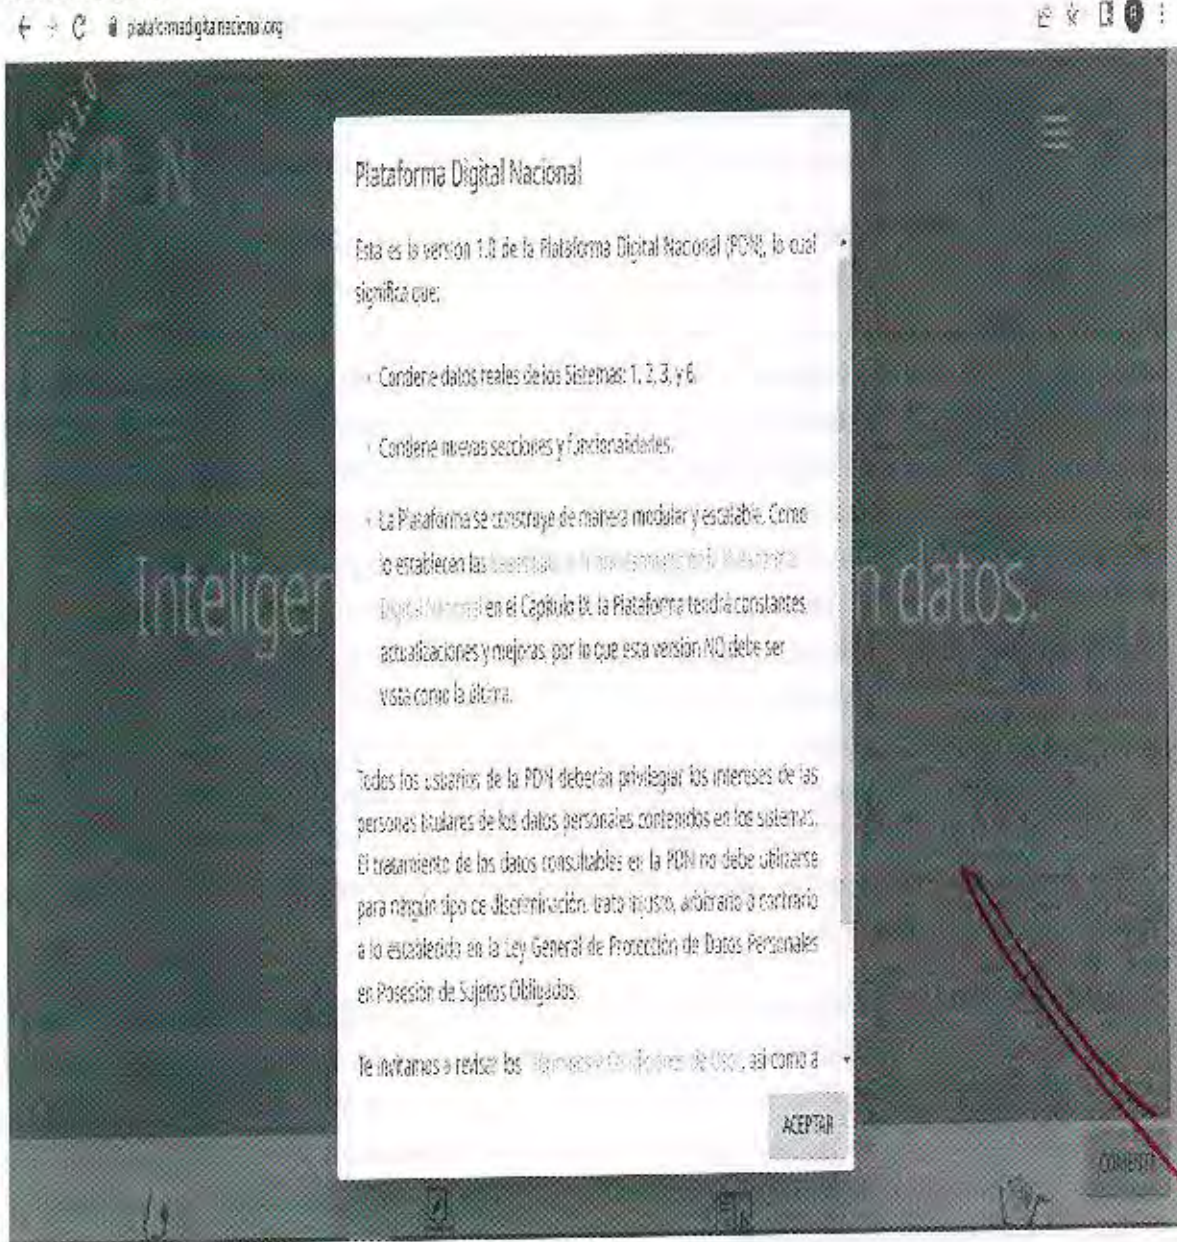 plataformadigitalnacional.org
VERSIÓN 1.0
P N
Plataforma Digital Nacional
Esta es la versión 1.0 de la Plataforma Digital Nacional (PDN), lo cual
significa que:
· Contiene datos reales de los Sistemas: 1, 2, 3, y 6.
· Contiene nuevas secciones y funcionalidades.
· La Plataforma se construye de manera modular y escalable. Como
lo establecen las
Digital Nacional en el Capítulo IX, la Plataforma tendrá constantes
actualizaciones y mejoras, por lo que esta versión NO debe ser
vista como la última.
Inteligen n datos.
Todos los usuarios de la PDN deberán privilegiar los intereses de las
personas titulares de los datos personales contenidos en los sistemas.
El tratamiento de los datos consultables en la PDN no debe utilizarse
para ningún tipo de discriminación, trato injusto, arbitrario o contrario
a lo establecido en la Ley General de Protección de Datos Personales
en Posesión de Sujetos Obligados.
Te invitamos a revisar los Términos y Condiciones de Uso, así como a
ACEPTAR